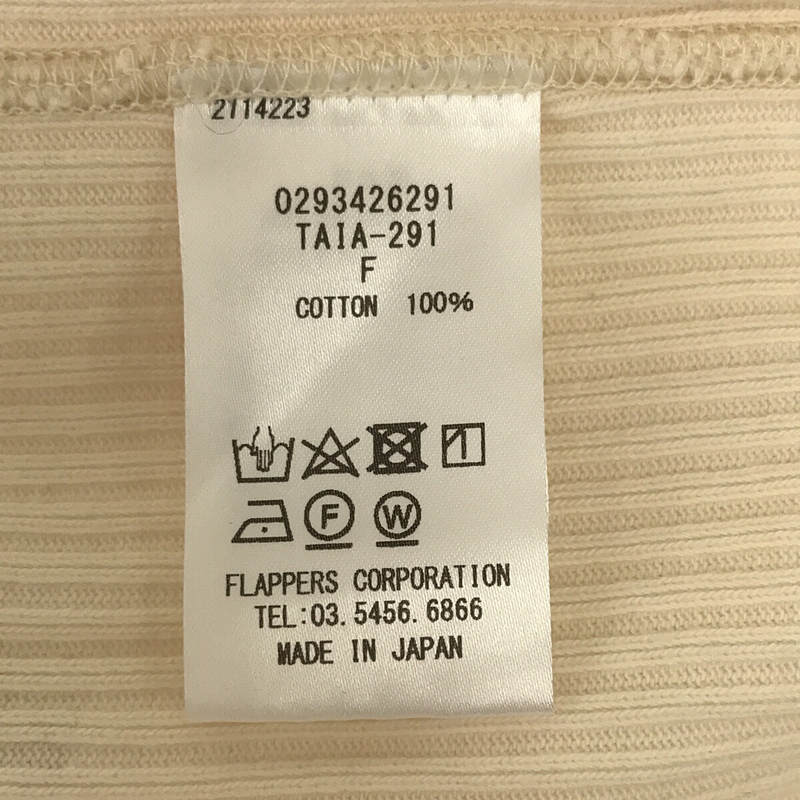 2114223
0293426291
TAIA-291
F
COTTON 100%
F W
FLAPPERS CORPORATION
TEL:03.5456.6866
MADE IN JAPAN